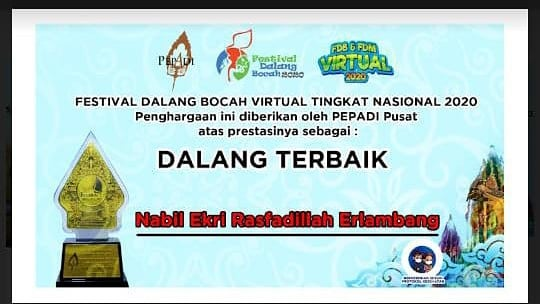 PEPADI
Festival
Dalang
Bocah 2020
FDB & FDM
VIRTUAL
2020
FESTIVAL DALANG BOCAH VIRTUAL TINGKAT NASIONAL 2020
Penghargaan ini diberikan oleh PEPADI Pusat
atas prestasinya sebagai :
DALANG TERBAIK
Nabil Ekri Rasfadillah Erlambang